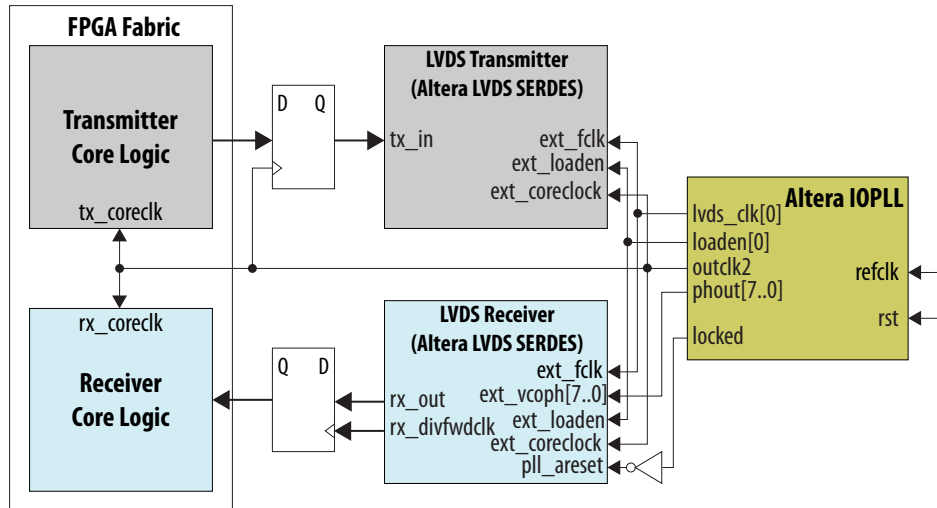 FPGA Fabric
Transmitter
Core Logic
tx_coreclk
D Q
LVDS Transmitter
(Altera LVDS SERDES)
tx_in
ext_fclk
ext_loaden
ext_coreclock
Altera IOPLL
lvds_clk[0]
loaden[0]
outclk2
phout[7..0]
locked
refclk
rst
rx_coreclk
Receiver
Core Logic
Q D
LVDS Receiver
(Altera LVDS SERDES)
rx_out
rx_divfwdclk
ext_fclk
ext_vcoph[7..0]
ext_loaden
ext_coreclock
pll_areset